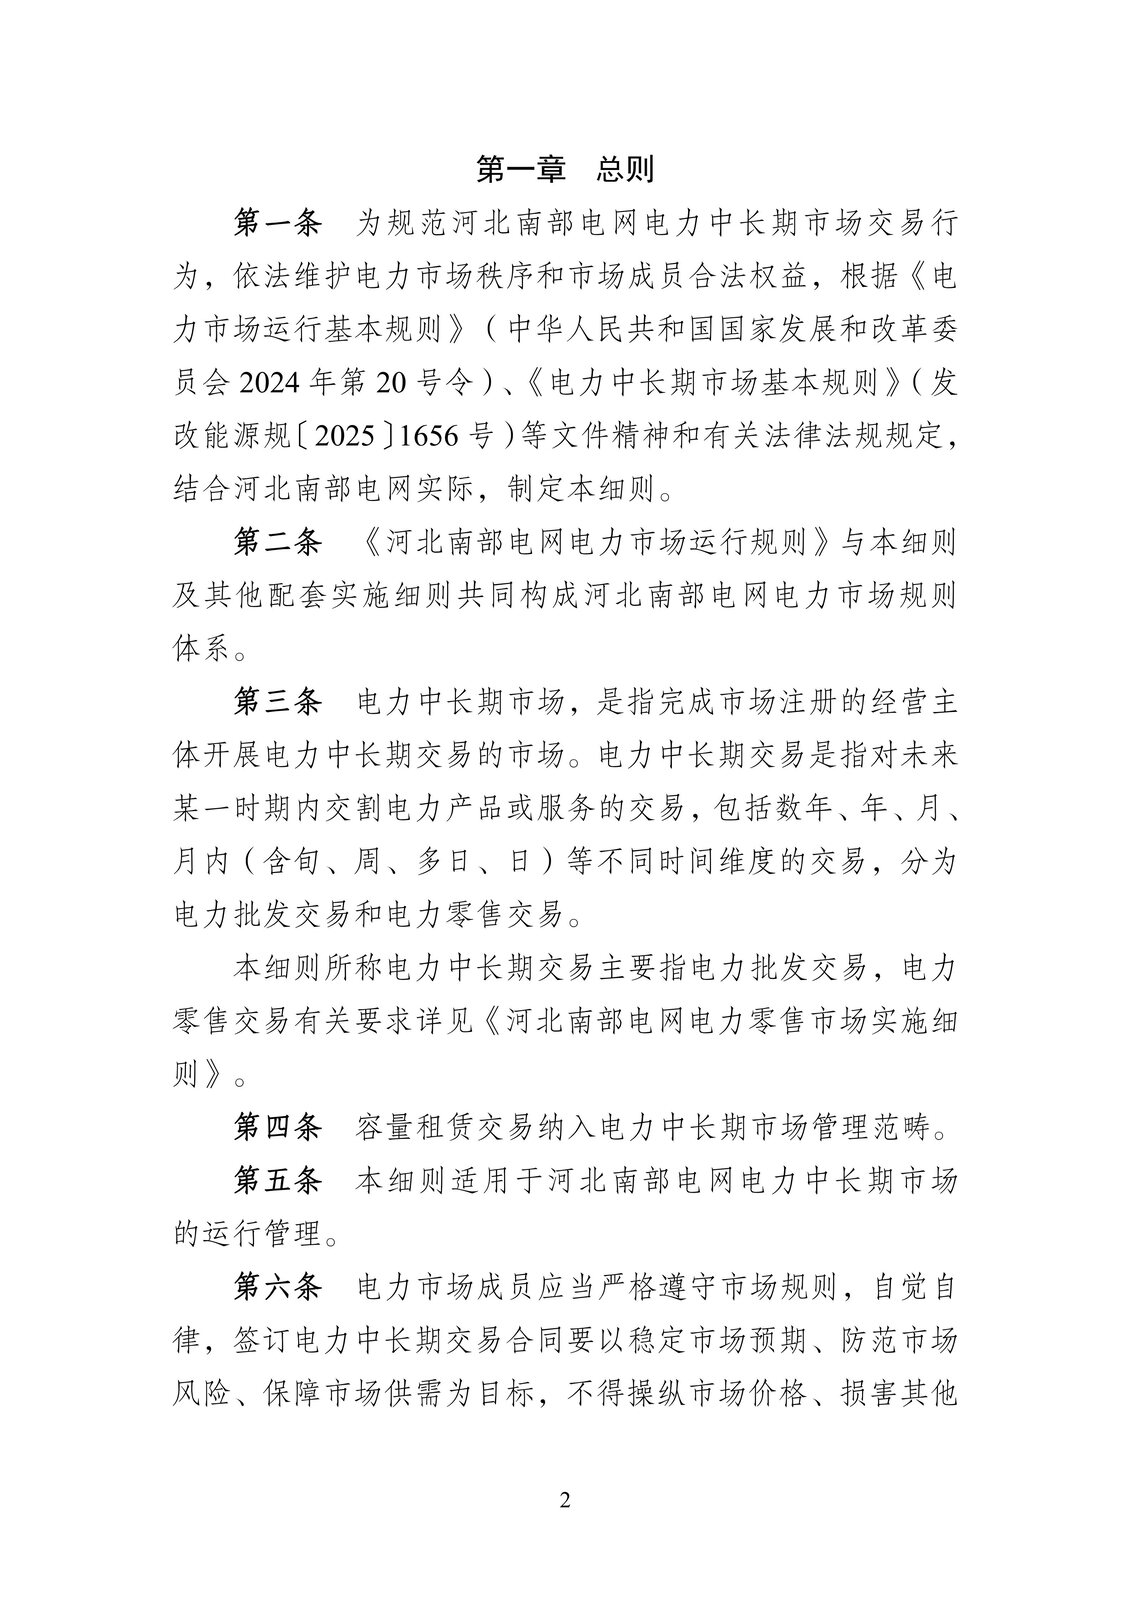 第一章　总则
第一条　为规范河北南部电网电力中长期市场交易行
为，依法维护电力市场秩序和市场成员合法权益，根据《电
力市场运行基本规则》（中华人民共和国国家发展和改革委
员会 2024 年第 20 号令）、《电力中长期市场基本规则》（发
改能源规〔2025〕1656 号）等文件精神和有关法律法规规定，
结合河北南部电网实际，制定本细则。
第二条　《河北南部电网电力市场运行规则》与本细则
及其他配套实施细则共同构成河北南部电网电力市场规则
体系。
第三条　电力中长期市场，是指完成市场注册的经营主
体开展电力中长期交易的市场。电力中长期交易是指对未来
某一时期内交割电力产品或服务的交易，包括数年、年、月、
月内（含旬、周、多日、日）等不同时间维度的交易，分为
电力批发交易和电力零售交易。
本细则所称电力中长期交易主要指电力批发交易，电力
零售交易有关要求详见《河北南部电网电力零售市场实施细
则》。
第四条　容量租赁交易纳入电力中长期市场管理范畴。
第五条　本细则适用于河北南部电网电力中长期市场
的运行管理。
第六条　电力市场成员应当严格遵守市场规则，自觉自
律，签订电力中长期交易合同要以稳定市场预期、防范市场
风险、保障市场供需为目标，不得操纵市场价格、损害其他
2